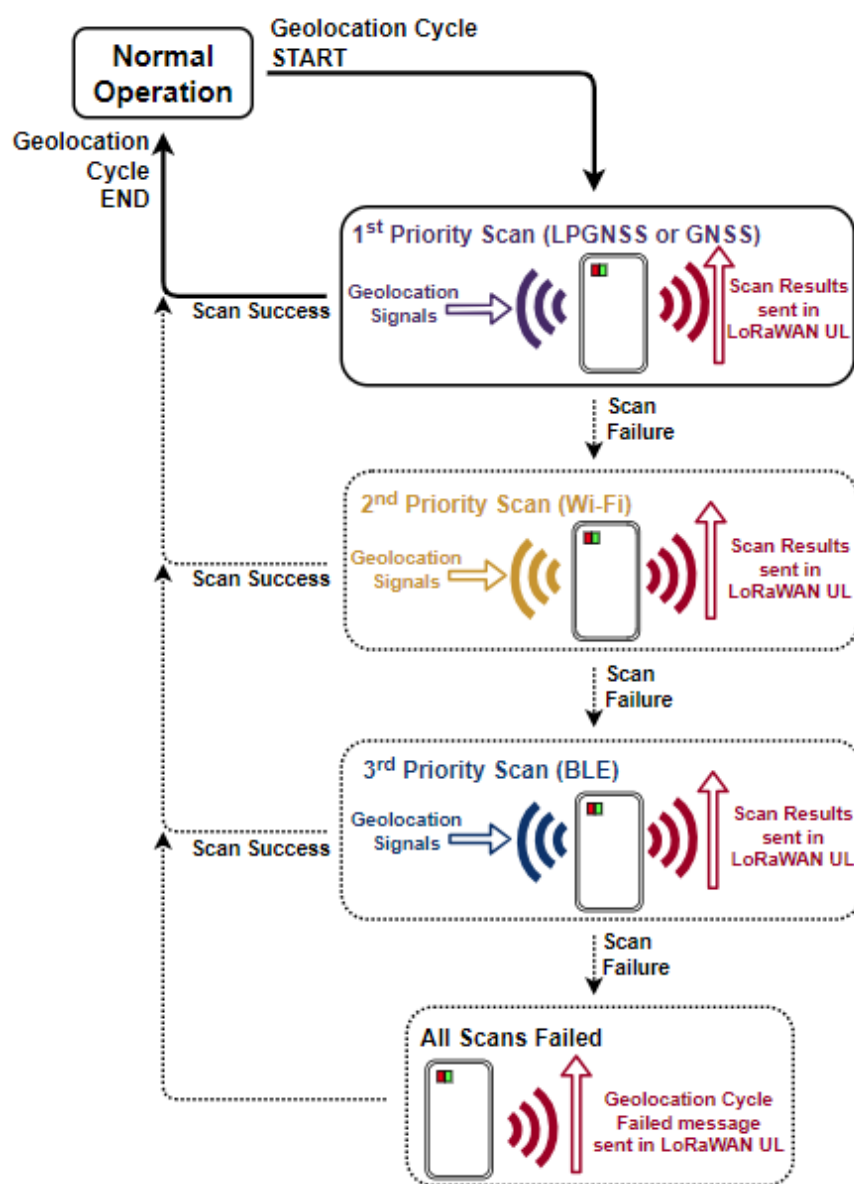 Normal
Operation
Geolocation Cycle
START
Geolocation
Cycle
END
1st Priority Scan (LPGNSS or GNSS)
Geolocation
Signals
Scan Results
sent in
LoRaWAN UL
Scan Success
Scan
Failure
2nd Priority Scan (Wi-Fi)
Geolocation
Signals
Scan Results
sent in
LoRaWAN UL
Scan Success
Scan
Failure
3rd Priority Scan (BLE)
Geolocation
Signals
Scan Results
sent in
LoRaWAN UL
Scan Success
Scan
Failure
All Scans Failed
Geolocation Cycle
Failed message
sent in LoRaWAN UL